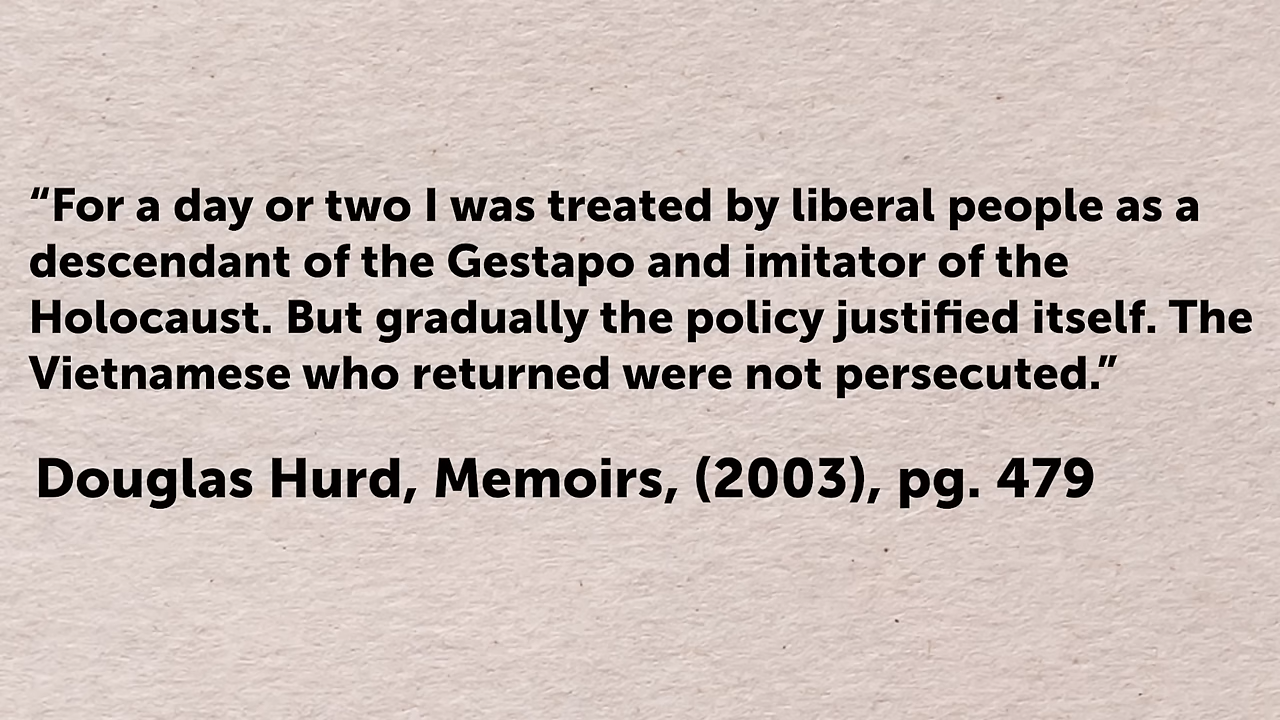 “For a day or two I was treated by liberal people as a
descendant of the Gestapo and imitator of the
Holocaust. But gradually the policy justified itself. The
Vietnamese who returned were not persecuted.”
Douglas Hurd, Memoirs, (2003), pg. 479